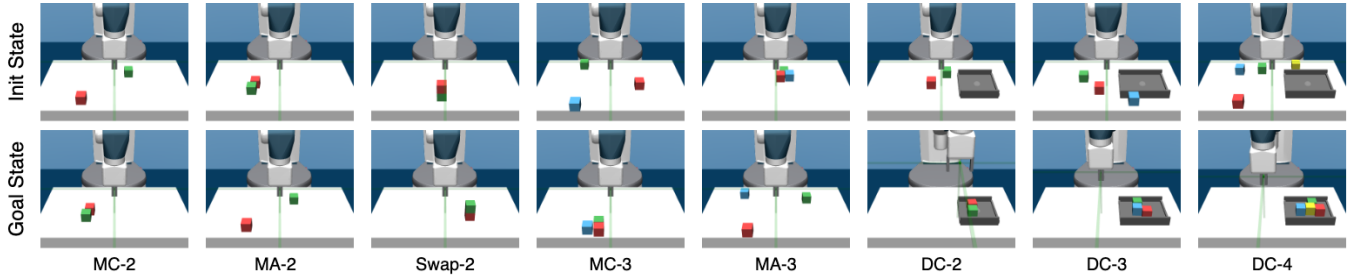 Init State
Goal State
MC-2 MA-2 Swap-2 MC-3 MA-3 DC-2 DC-3 DC-4